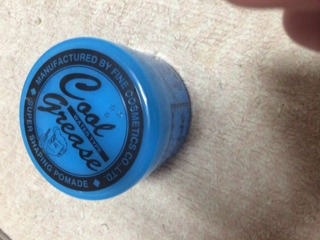 MANUFACTURED BY FINE COSMETICS CO., LTD.
Cool
Grease
SUPER SHAPING POMADE